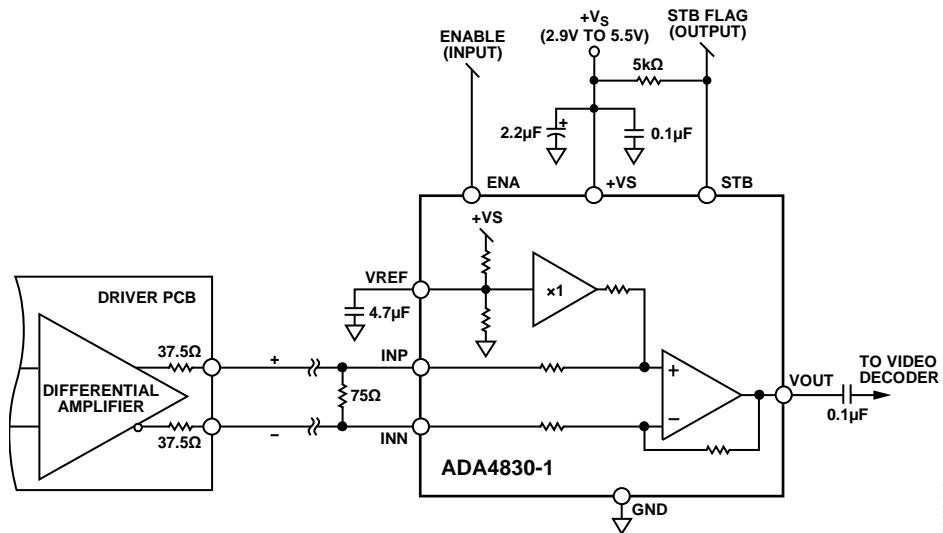 ENABLE
(INPUT)
+VS
(2.9V TO 5.5V)
STB FLAG
(OUTPUT)
5kΩ
2.2µF
+
0.1µF
ENA
+VS
STB
+VS
VREF
4.7µF
×1
DRIVER PCB
37.5Ω
DIFFERENTIAL
AMPLIFIER
37.5Ω
+
–
75Ω
INP
INN
+
–
VOUT
TO VIDEO
DECODER
0.1µF
ADA4830-1
GND